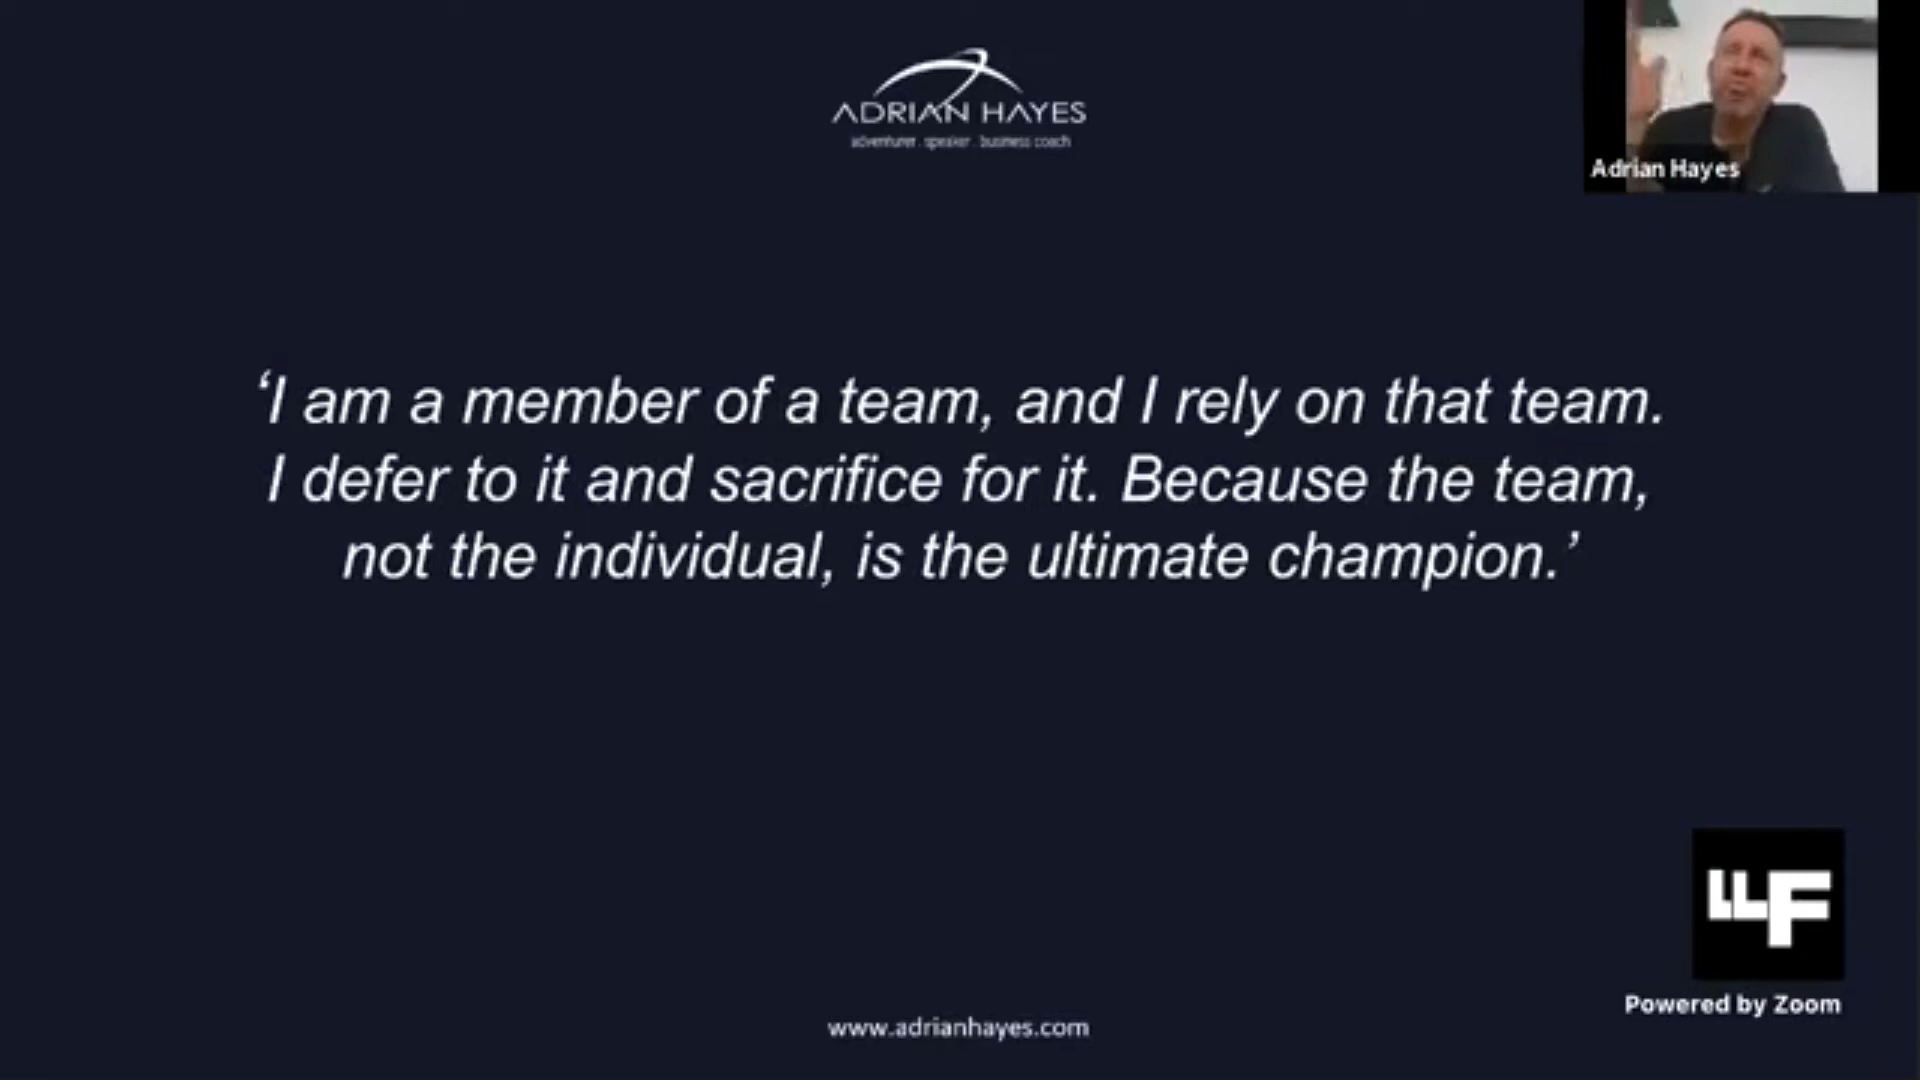 ADRIAN HAYES
adventurer . speaker . business coach
Adrian Hayes
‘I am a member of a team, and I rely on that team.
I defer to it and sacrifice for it. Because the team,
not the individual, is the ultimate champion.’
LLF
Powered by Zoom
www.adrianhayes.com